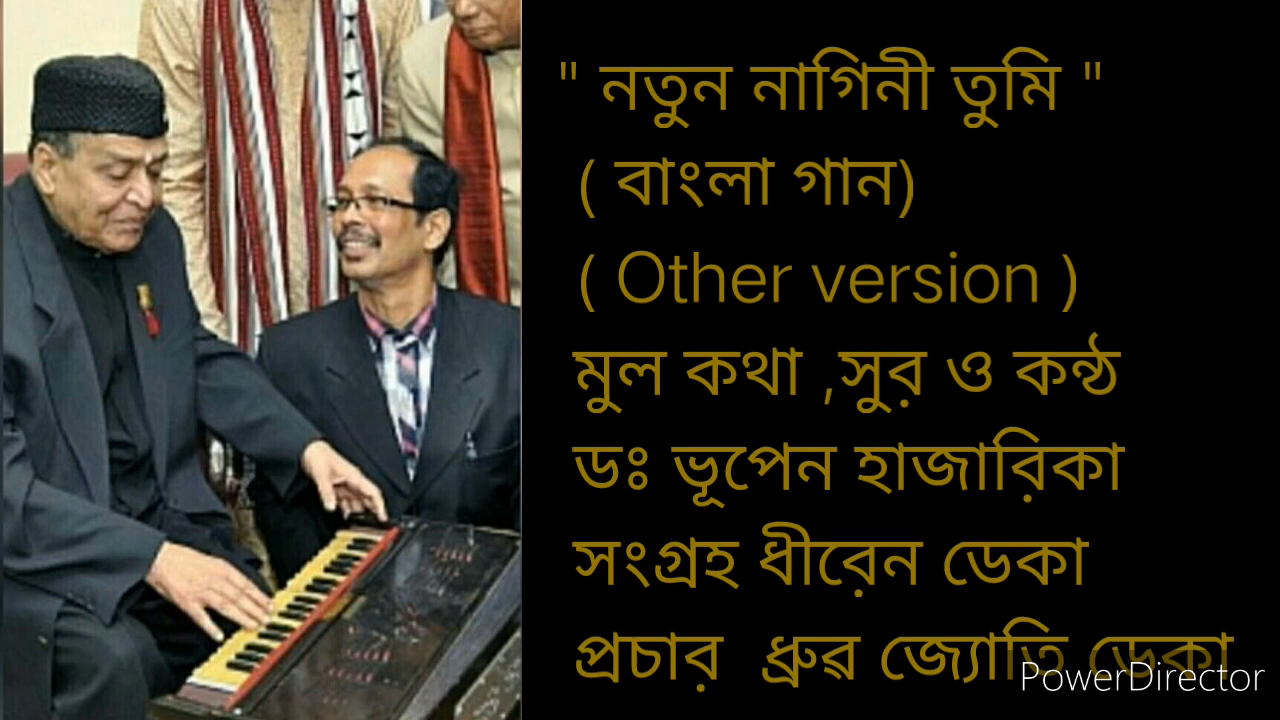 " নতুন নাগিনী তুমি "
( বাংলা গান)
( Other version )
মুল কথা ,সুর ও কন্ঠ
ডঃ ভূপেন হাজারিকা
সংগ্রহ ধীরেন ডেকা
প্রচার ধ্রুৱ জ্যোতি ডেকা
PowerDirector